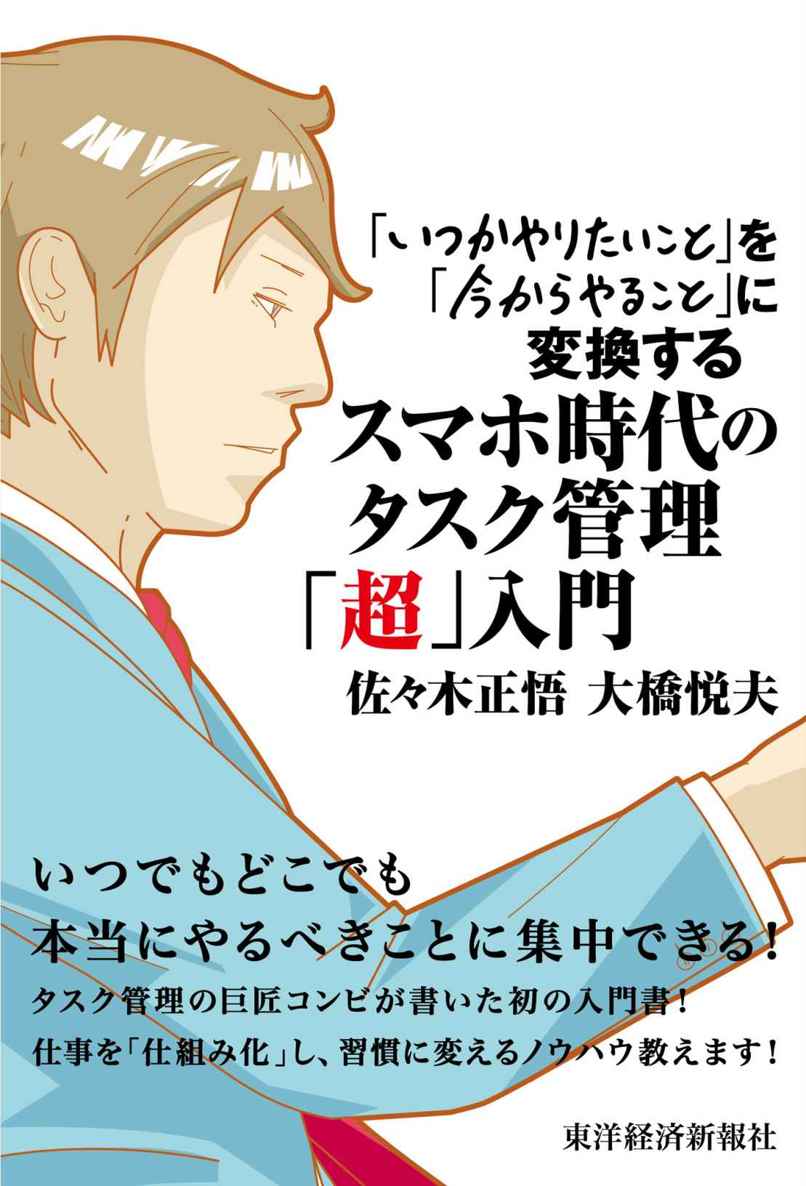 「いつかやりたいこと」を
「今からやること」に
変換する
スマホ時代の
タスク管理
「超」入門
佐々木正悟 大橋悦夫
いつでもどこでも
本当にやるべきことに集中できる!
タスク管理の巨匠コンビが書いた初の入門書!
仕事を「仕組み化」し、習慣に変えるノウハウ教えます!
東洋経済新報社